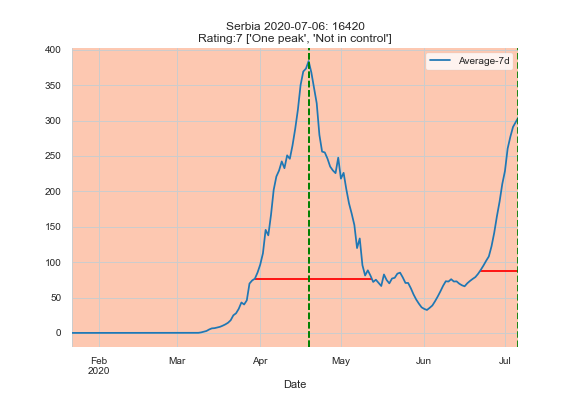 Serbia 2020-07-06: 16420
Rating:7 ['One peak', 'Not in control']
400
350
300
250
200
150
100
50
0
Average-7d
Feb
2020
Mar
Apr
May
Jun
Jul
Date